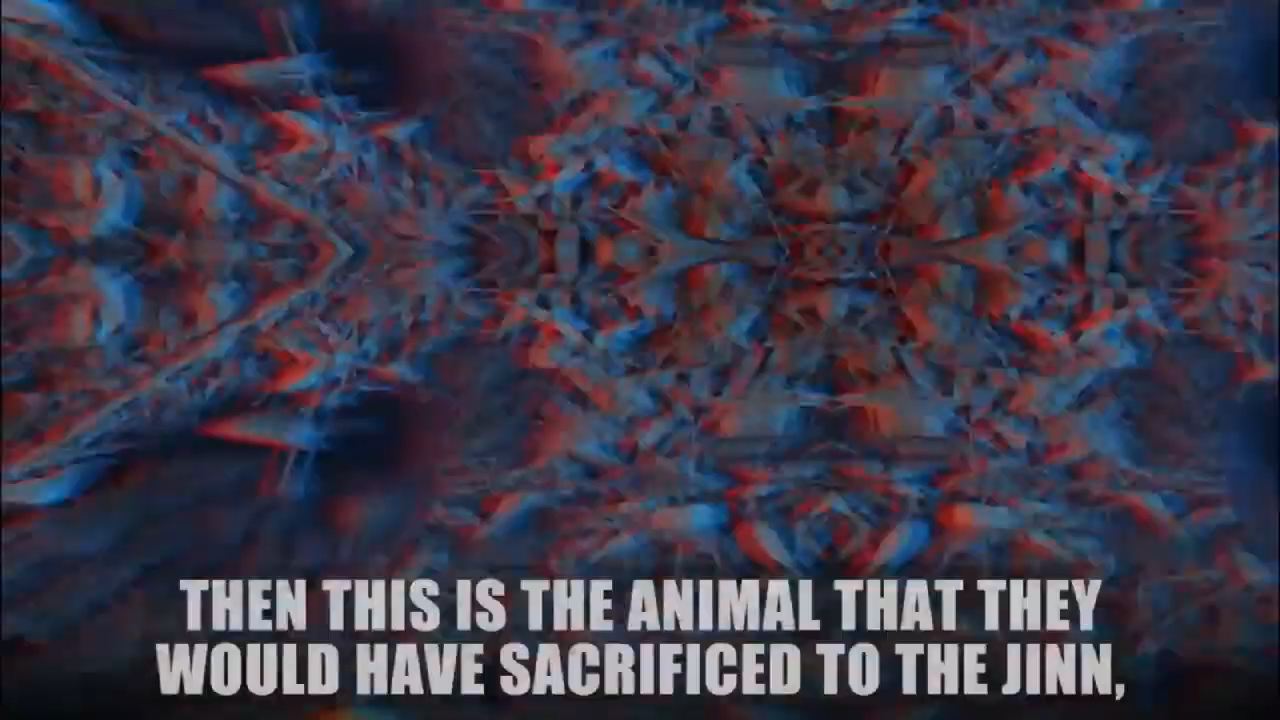 THEN THIS IS THE ANIMAL THAT THEY
WOULD HAVE SACRIFICED TO THE JINN,